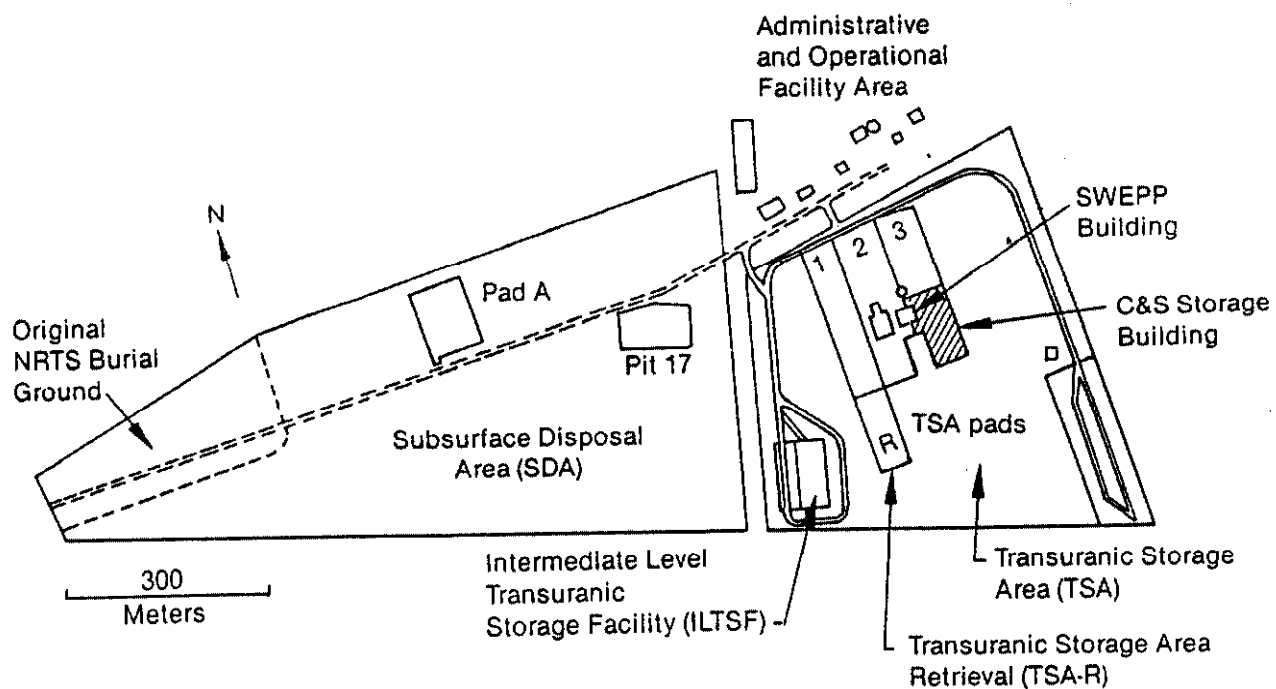 Administrative
and Operational
Facility Area
N
SWEPP
Building
1
2
3
Pad A
C&S Storage
Building
Original
NRTS Burial
Ground
Pit 17
Subsurface Disposal
Area (SDA)
TSA pads
R
300
Meters
Intermediate Level
Transuranic
Storage Facility (ILTSF)
Transuranic Storage
Area (TSA)
Transuranic Storage Area
Retrieval (TSA-R)